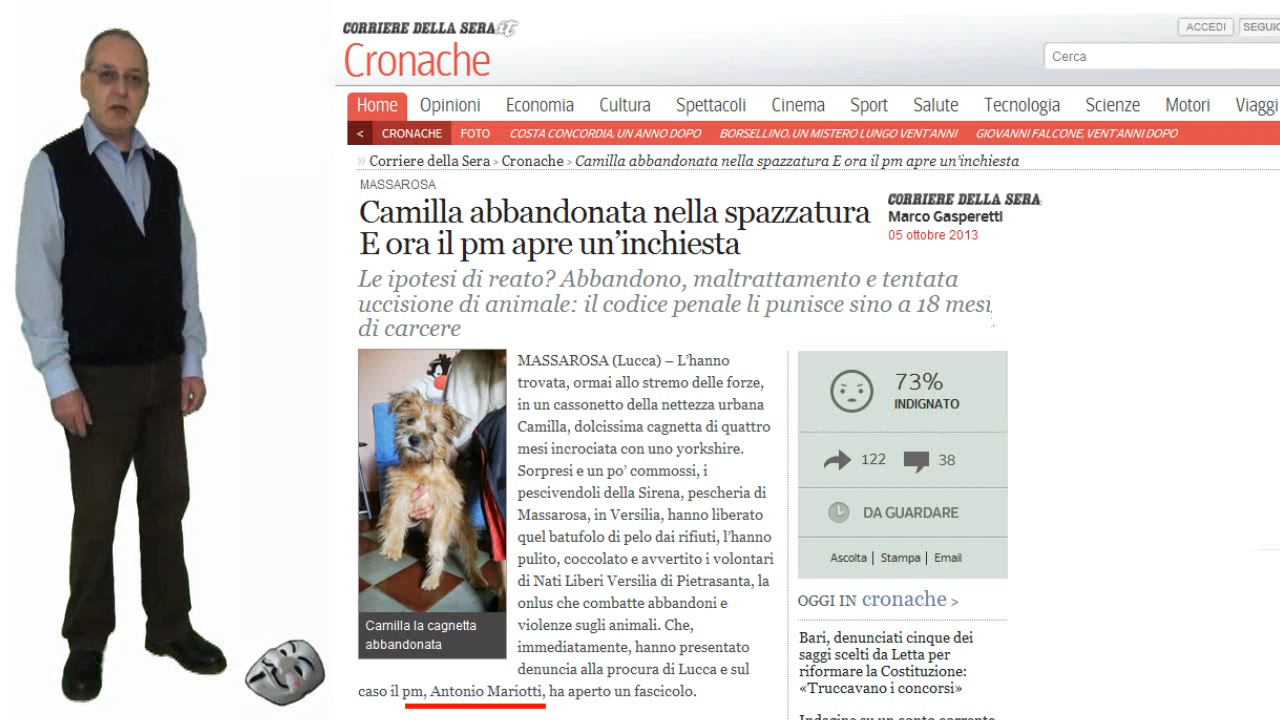 CORRIERE DELLA SERA it
Cronache
ACCEDI
Cerca
Home Opinioni Economia Cultura Spettacoli Cinema Sport Salute Tecnologia Scienze Motori Viaggi
< CRONACHE FOTO COSTA CONCORDIA, UN ANNO DOPO BORSELLINO, UN MISTERO LUNGO VENT'ANNI GIOVANNI FALCONE, VENT'ANNI DOPO
» Corriere della Sera > Cronache > Camilla abbandonata nella spazzatura E ora il pm apre un'inchiesta
MASSAROSA
Camilla abbandonata nella spazzatura
E ora il pm apre un'inchiesta
CORRIERE DELLA SERA
Marco Gasperetti
05 ottobre 2013
Le ipotesi di reato? Abbandono, maltrattamento e tentata
uccisione di animale: il codice penale li punisce sino a 18 mesi
di carcere
MASSAROSA (Lucca) – L'hanno
trovata, ormai allo stremo delle forze,
in un cassonetto della nettezza urbana
Camilla, dolcissima cagnetta di quattro
mesi incrociata con uno yorkshire.
Sorpresi e un po' commossi, i
pescivendoli della Sirena, pescheria di
Massarosa, in Versilia, hanno liberato
quel batufolo di pelo dai rifiuti, l'hanno
pulito, coccolato e avvertito i volontari
di Nati Liberi Versilia di Pietrasanta, la
onlus che combatte abbandoni e
violenze sugli animali. Che,
immediatamente, hanno presentato
denuncia alla procura di Lucca e sul
caso il pm, Antonio Mariotti, ha aperto un fascicolo.
Camilla la cagnetta
abbandonata
73%
INDIGNATO
122 38
DA GUARDARE
Ascolta | Stampa | Email
OGGI IN cronache >
Bari, denunciati cinque dei
saggi scelti da Letta per
riformare la Costituzione:
«Truccavano i concorsi»